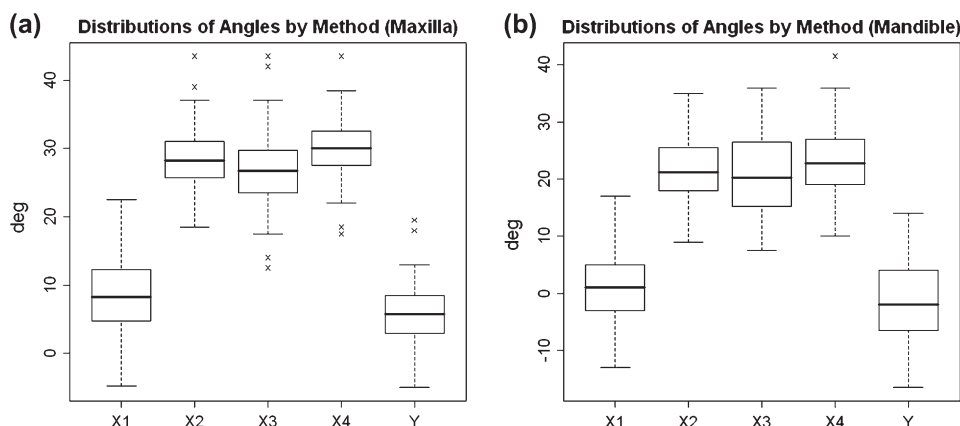 (a) Distributions of Angles by Method (Maxilla)
deg
40
30
20
10
0
X1 X2 X3 X4 Y
(b) Distributions of Angles by Method (Mandible)
deg
40
30
20
10
0
-10
X1 X2 X3 X4 Y